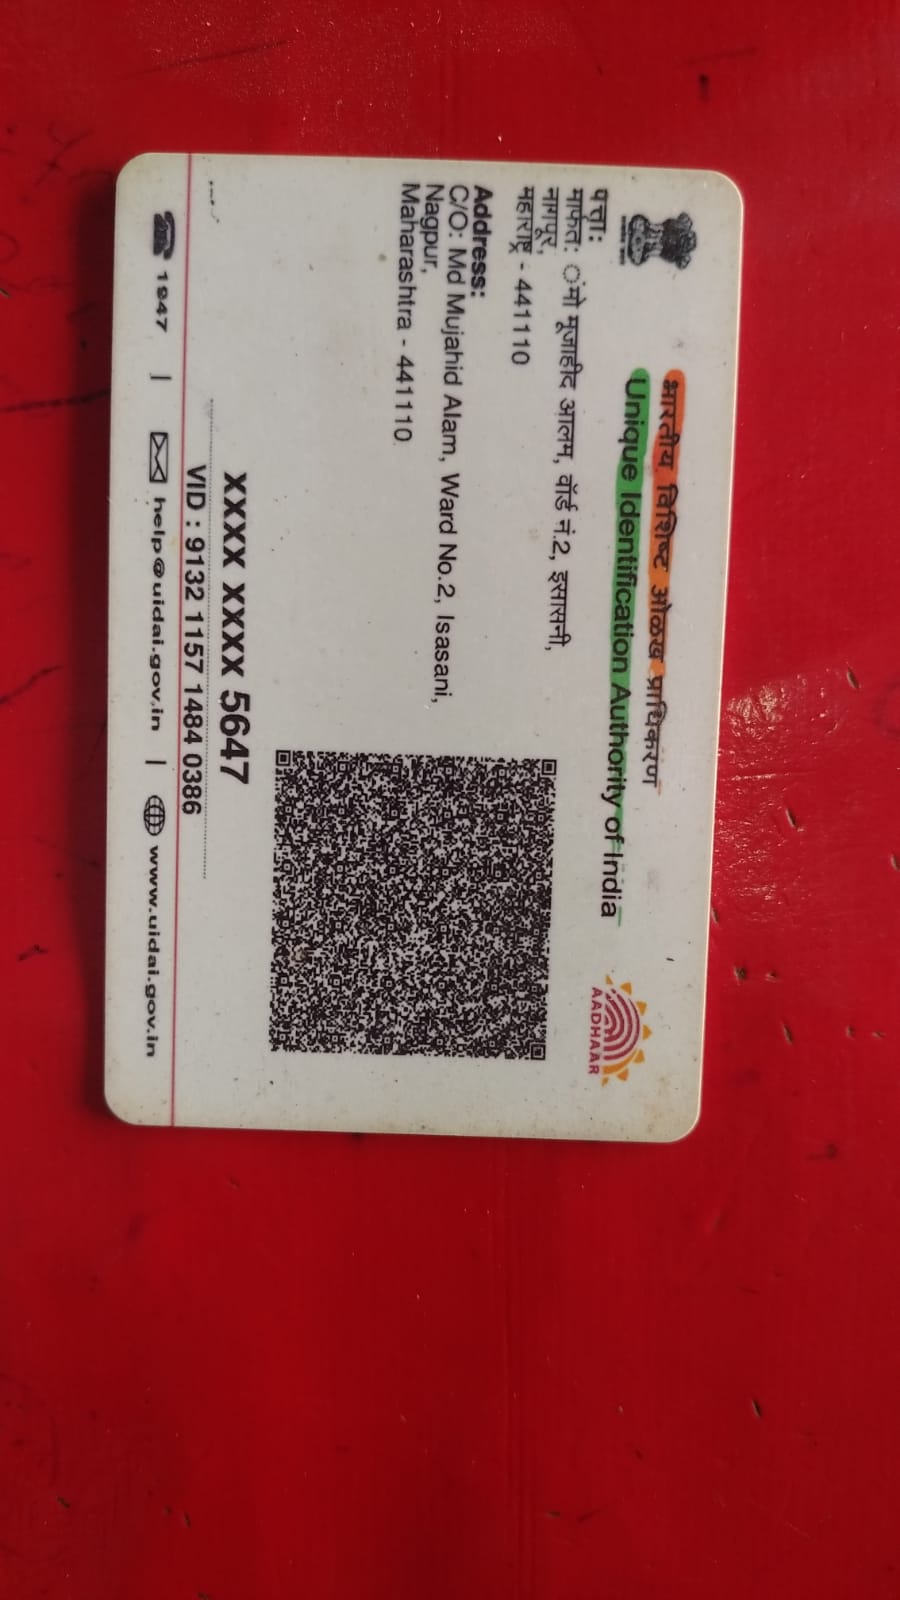 भारतीय विशिष्ट ओळख प्राधिकरण
Unique Identification Authority of India
AADHAAR
पत्ता:
मार्फत: ंमो मूजाहीद आलम, वॉर्ड नं.2, इसासनी,
नागपूर,
महाराष्ट्र - 441110
Address:
C/O: Md Mujahid Alam, Ward No.2, Isasani,
Nagpur,
Maharashtra - 441110
XXXX XXXX 5647
VID : 9132 1157 1484 0386
1947 | help@uidai.gov.in | www.uidai.gov.in